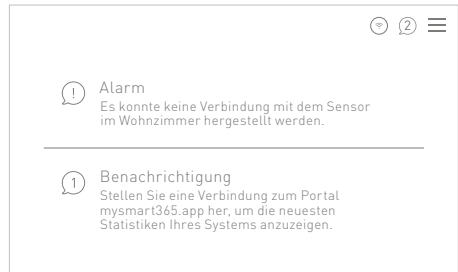 2
! Alarm
Es konnte keine Verbindung mit dem Sensor
im Wohnzimmer hergestellt werden.
1 Benachrichtigung
Stellen Sie eine Verbindung zum Portal
mysmart365.app her, um die neuesten
Statistiken Ihres Systems anzuzeigen.